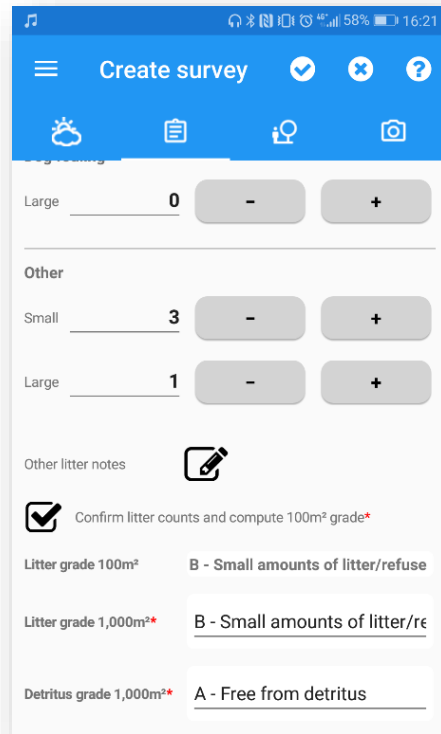 58% 16:21
Create survey
Large 0 - +
Other
Small 3 - +
Large 1 - +
Other litter notes
Confirm litter counts and compute 100m² grade*
Litter grade 100m² B - Small amounts of litter/refuse
Litter grade 1,000m²* B - Small amounts of litter/re
Detritus grade 1,000m²* A - Free from detritus